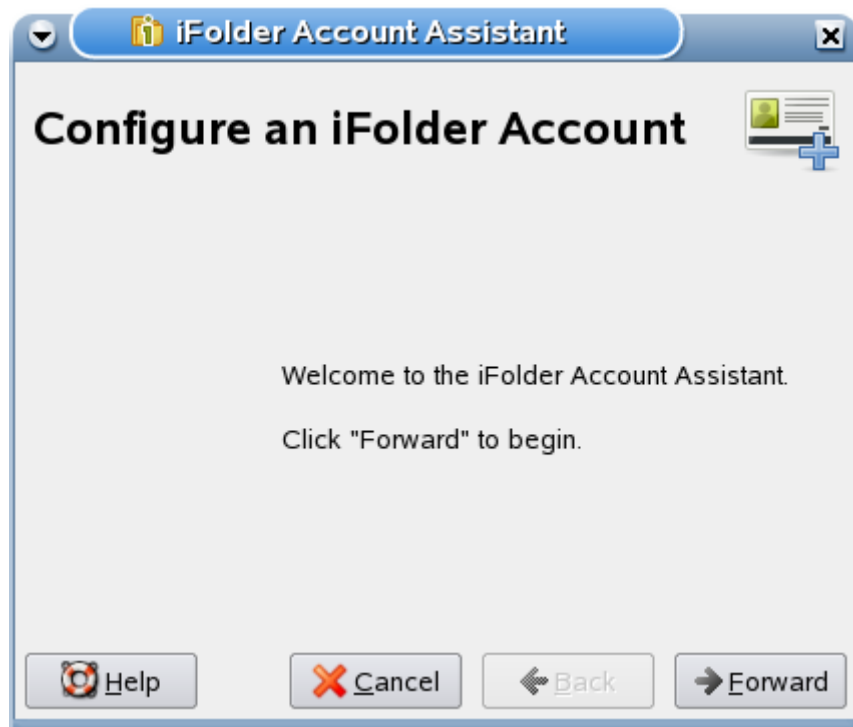 iFolder Account Assistant
Configure an iFolder Account
Welcome to the iFolder Account Assistant.
Click "Forward" to begin.
Help Cancel Back Forward